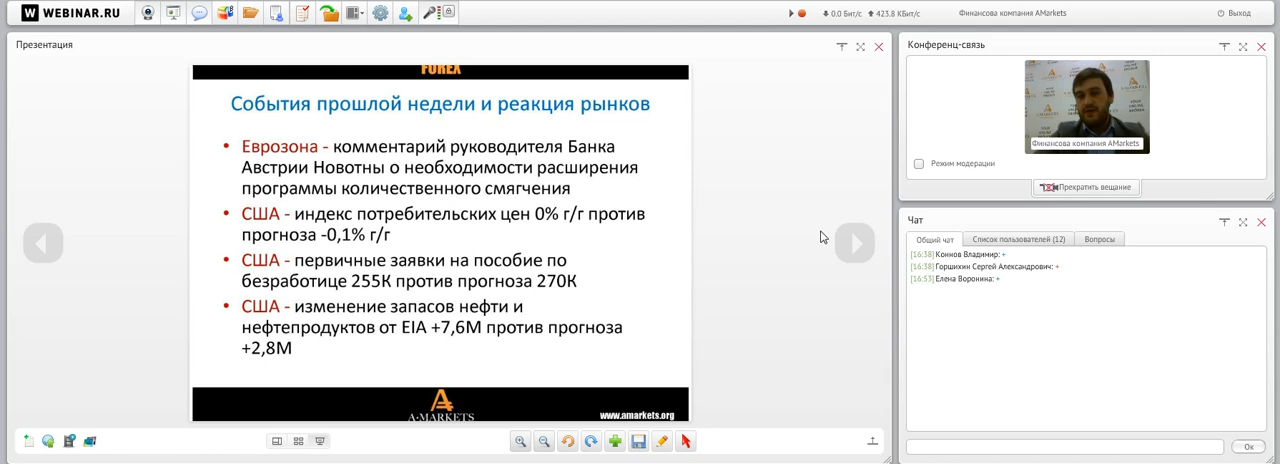 W WEBINAR.RU
0.0 Бит/с 423.8 КБит/с
Финансова компания AMarkets
Выход
Презентация
FOREX
События прошлой недели и реакция рынков
• Еврозона - комментарий руководителя Банка
Австрии Новотны о необходимости расширения
программы количественного смягчения
• США - индекс потребительских цен 0% г/г против
прогноза -0,1% г/г
• США - первичные заявки на пособие по
безработице 255К против прогноза 270К
• США - изменение запасов нефти и
нефтепродуктов от EIA +7,6М против прогноза
+2,8М
A·MARKETS
www.amarkets.org
Конференц-связь
Финансова компания AMarkets
Режим модерации
Прекратить вещание
Чат
Общий чат Список пользователей (12) Вопросы
[16:38] Коннов Владимир: +
[16:38] Горшихин Сергей Александрович: +
[16:53] Елена Воронина: +
Ок